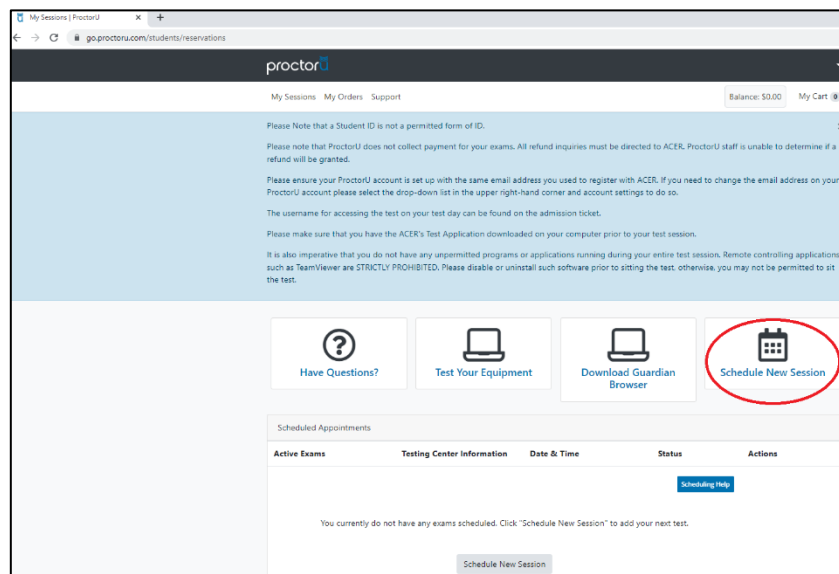 My Sessions | ProctorU
go.proctoru.com/students/reservations
proctorU
My Sessions My Orders Support Balance: $0.00 My Cart 0
Please Note that a Student ID is not a permitted form of ID.
Please note that ProctorU does not collect payment for your exams. All refund inquiries must be directed to ACER. ProctorU staff is unable to determine if a
refund will be granted.
Please ensure your ProctorU account is set up with the same email address you used to register with ACER. If you need to change the email address on your
ProctorU account please select the drop-down list in the upper right-hand corner and account settings to do so.
The username for accessing the test on your test day can be found on the admission ticket.
Please make sure that you have the ACER's Test Application downloaded on your computer prior to your test session.
It is also imperative that you do not have any unpermitted programs or applications running during your entire test session. Remote controlling applications
such as TeamViewer are STRICTLY PROHIBITED. Please disable or uninstall such software prior to sitting the test, otherwise, you may not be permitted to sit
the test.
Have Questions? Test Your Equipment Download Guardian Schedule New Session
Browser
Scheduled Appointments
Active Exams Testing Center Information Date & Time Status Actions
Scheduling Help
You currently do not have any exams scheduled. Click "Schedule New Session" to add your next test.
Schedule New Session